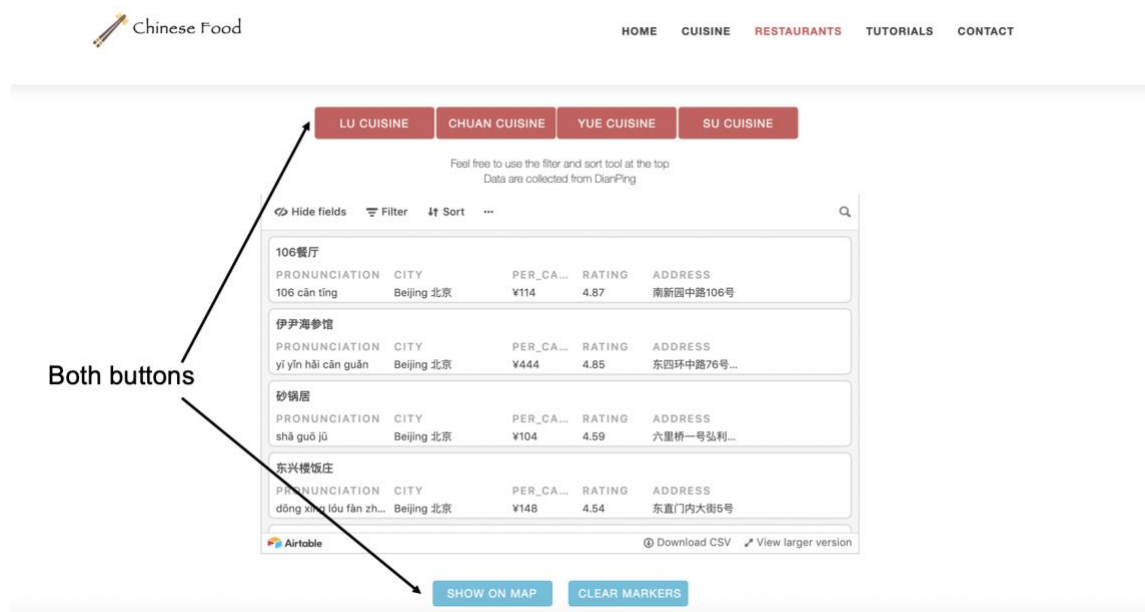 Chinese Food
HOME CUISINE RESTAURANTS TUTORIALS CONTACT
LU CUISINE CHUAN CUISINE YUE CUISINE SU CUISINE
Feel free to use the filter and sort tool at the top
Data are collected from DianPing
Hide fields Filter Sort ...
106餐厅
PRONUNCIATION CITY PER_CA... RATING ADDRESS
106 cān tīng Beijing 北京 ¥114 4.87 南新园中路106号
伊尹海参馆
PRONUNCIATION CITY PER_CA... RATING ADDRESS
yī yǐn hǎi cān guǎn Beijing 北京 ¥444 4.85 东四环中路76号...
Both buttons
砂锅居
PRONUNCIATION CITY PER_CA... RATING ADDRESS
shā guō jū Beijing 北京 ¥104 4.59 六里桥一号弘利...
东兴楼饭庄
PRONUNCIATION CITY PER_CA... RATING ADDRESS
dōng xīng lóu fàn zh... Beijing 北京 ¥148 4.54 东直门内大街5号
Airtable Download CSV View larger version
SHOW ON MAP CLEAR MARKERS